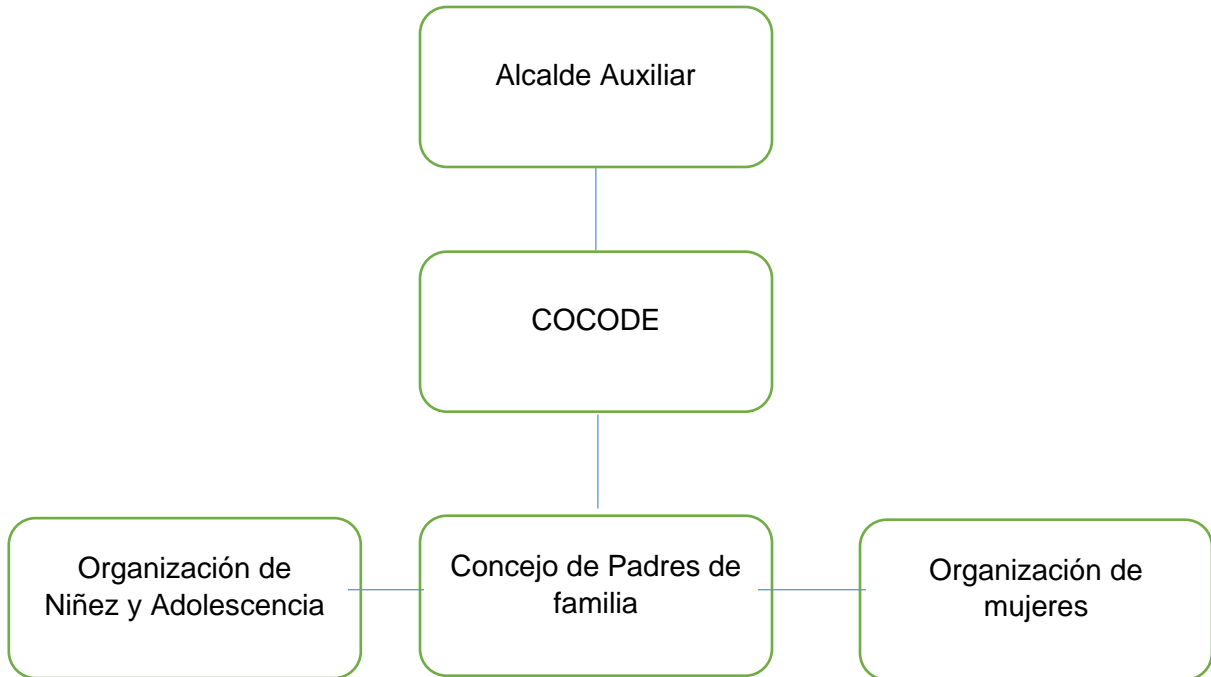 Alcalde Auxiliar
COCODE
Organización de
Niñez y Adolescencia
Concejo de Padres de
familia
Organización de
mujeres